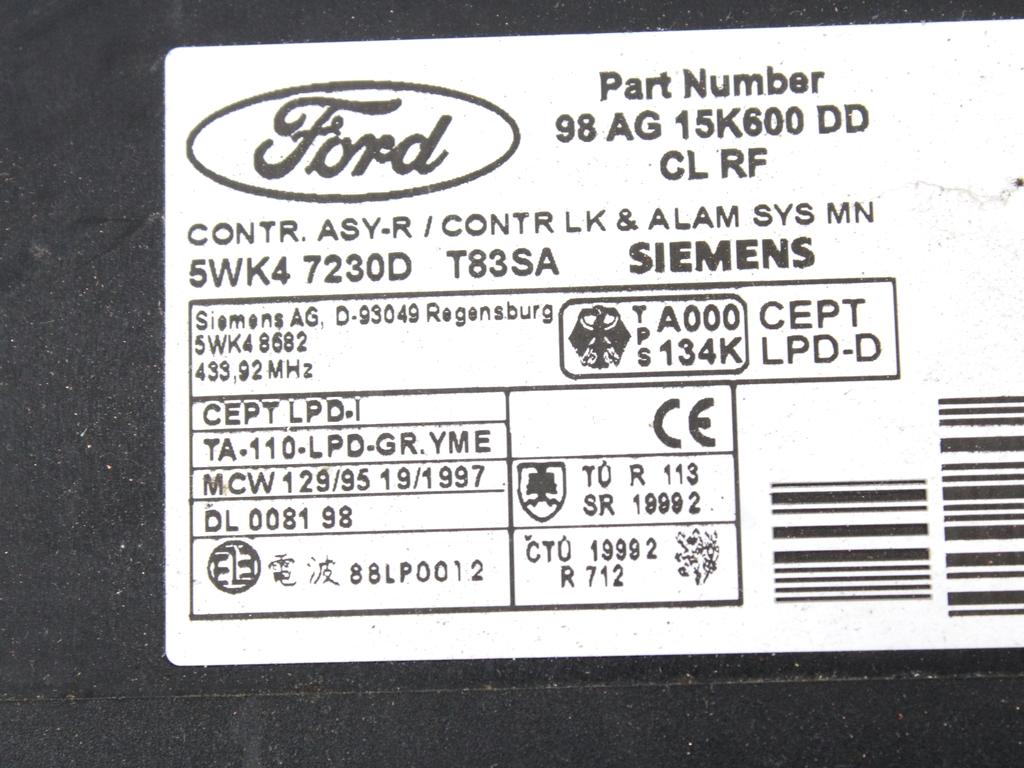 Ford
Part Number
98 AG 15K600 DD
CL RF
CONTR. ASY-R / CONTR LK & ALAM SYS MN
5WK4 7230D T83SA SIEMENS
Siemens AG, D-93049 Regensburg
5WK4 8682
433,92 MHz
TPS
A000
134K
CEPT
LPD-D
CEPT LPD-I
TA-110-LPD-GR.YME
MCW 129/95 19/1997
DL 0081 98
電波 88LP0012
CE
TÚ R 113
SR 1999 2
ČTÚ 1999 2
R 712